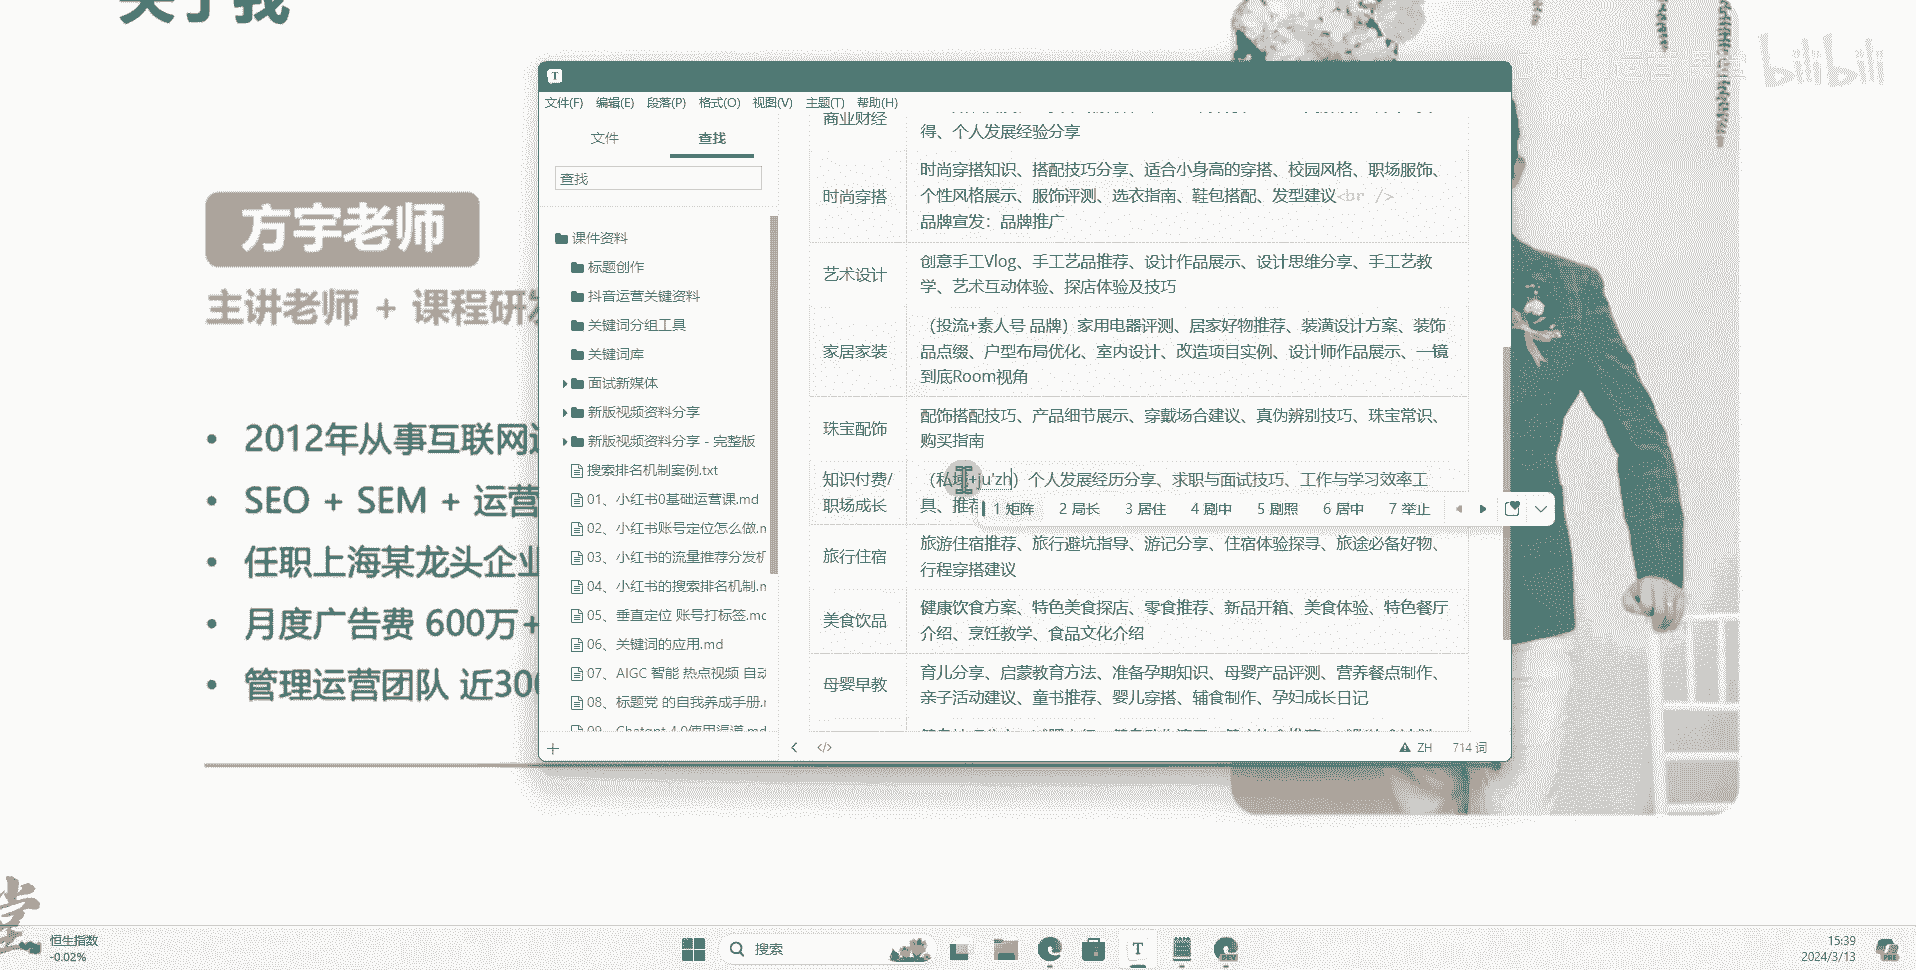 关于我
bilibili
方宇老师
主讲老师 + 课程研发
2012年从事互联网运
SEO + SEM + 运营
任职上海某龙头企业
月度广告费 600万+
管理运营团队 近300
堂
T
文件(F) 编辑(E) 段落(P) 格式(O) 视图(V) 主题(T) 帮助(H)
文件 查找
查找
课件资料
标题创作
抖音运营关键资料
关键词分组工具
关键词库
面试新媒体
新版视频资料分享
新版视频资料分享 - 完整版
搜索排名机制案例.txt
01、小红书0基础运营课.md
02、小红书账号定位怎么做.m
03、小红书的流量推荐分发机
04、小红书的搜索排名机制.m
05、垂直定位 账号打标签.md
06、关键词的应用.md
07、AIGC 智能 热点视频 自动
08、标题党 的自我养成手册.m
09、Chatgpt 4.0使用渠道.md
商业财经
得、个人发展经验分享
时尚穿搭
时尚穿搭知识、搭配技巧分享、适合小身高的穿搭、校园风格、职场服饰、
个性风格展示、服饰评测、选衣指南、鞋包搭配、发型建议<br />
品牌宣发：品牌推广
艺术设计
创意手工Vlog、手工艺品推荐、设计作品展示、设计思维分享、手工艺教
学、艺术互动体验、探店体验及技巧
家居家装
（投流+素人号 品牌）家用电器评测、居家好物推荐、装潢设计方案、装饰
品点缀、户型布局优化、室内设计、改造项目实例、设计师作品展示、一镜
到底Room视角
珠宝配饰
配饰搭配技巧、产品细节展示、穿戴场合建议、真伪辨别技巧、珠宝常识、
购买指南
知识付费/
职场成长
（私域+ju'zh）个人发展经历分享、求职与面试技巧、工作与学习效率工
具、推荐
1 矩阵 2 局长 3 居住 4 剧中 5 剧照 6 居中 7 举止
旅行住宿
旅游住宿推荐、旅行避坑指导、游记分享、住宿体验探寻、旅途必备好物、
行程穿搭建议
美食饮品
健康饮食方案、特色美食探店、零食推荐、新品开箱、美食体验、特色餐厅
介绍、烹饪教学、食品文化介绍
母婴早教
育儿分享、启蒙教育方法、准备孕期知识、母婴产品评测、营养餐点制作、
亲子活动建议、童书推荐、婴儿穿搭、辅食制作、孕妇成长日记
ZH 714 词
恒生指数
-0.02%
搜索
T
DEV
15:39
2024/3/13
PRE